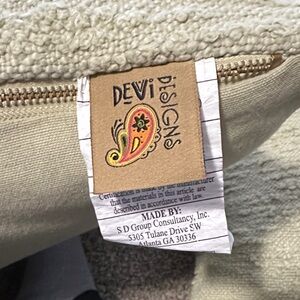 DEVI
DESIGNS
Certification is made by the manufacturer
that the materials in this article are
described in accordance with law.
MADE BY:
S D Group Consultancy, Inc.
5305 Tulane Drive SW
Atlanta GA 30336